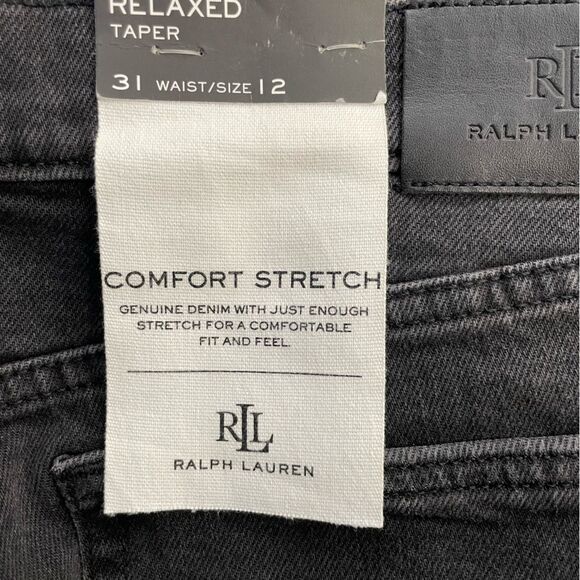 RELAXED
TAPER
31 WAIST/SIZE 12
RL
RALPH L
COMFORT STRETCH
GENUINE DENIM WITH JUST ENOUGH
STRETCH FOR A COMFORTABLE
FIT AND FEEL.
RLL
RALPH LAUREN